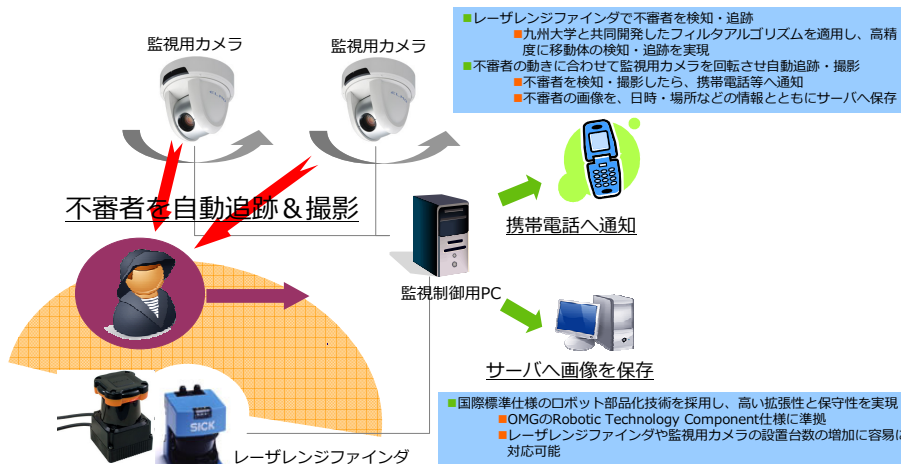 ■レーザレンジファインダで不審者を検知・追跡
■九州大学と共同開発したフィルタアルゴリズムを適用し、高精
度に移動体の検知・追跡を実現
■不審者の動きに合わせて監視用カメラを回転させ自動追跡・撮影
■不審者を検知・撮影したら、携帯電話等へ通知
■不審者の画像を、日時・場所などの情報とともにサーバへ保存
監視用カメラ
監視用カメラ
不審者を自動追跡＆撮影
携帯電話へ通知
監視制御用PC
サーバへ画像を保存
SICK
レーザレンジファインダ
■国際標準仕様のロボット部品化技術を採用し、高い拡張性と保守性を実現
■OMGのRobotic Technology Component仕様に準拠
■レーザレンジファインダや監視用カメラの設置台数の増加に容易に
対応可能